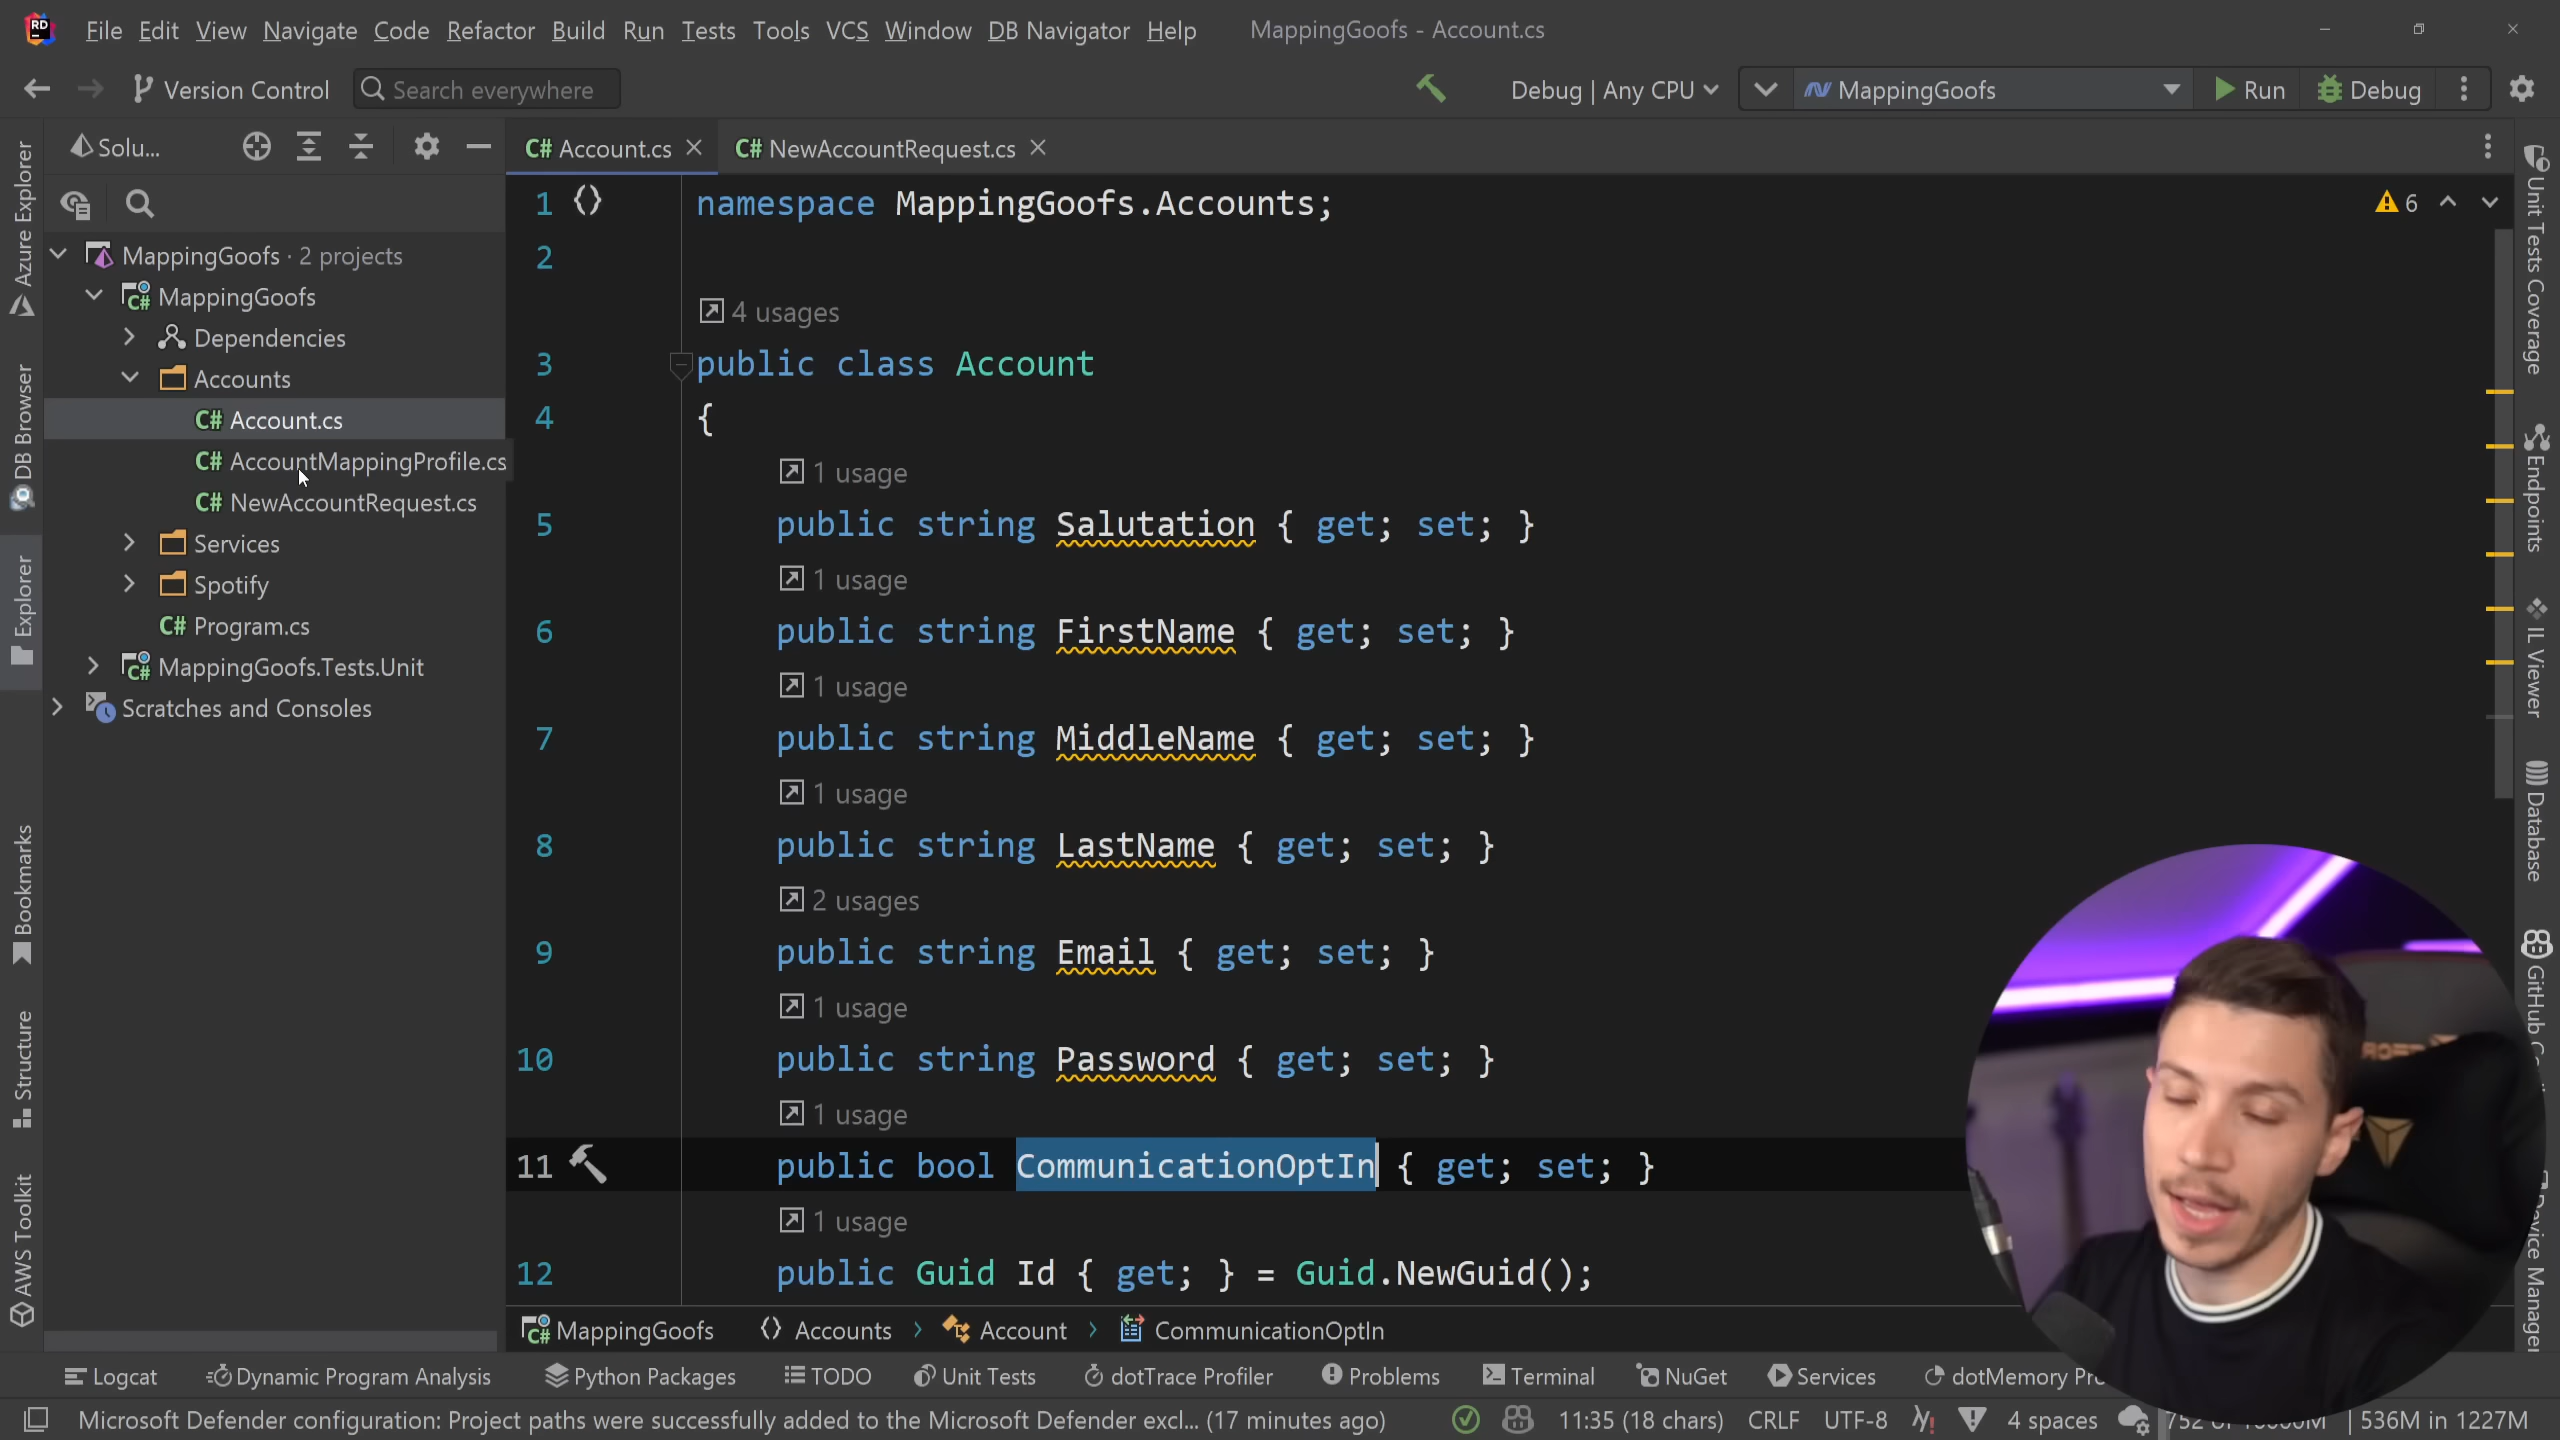 File Edit View Navigate Code Refactor Build Run Tests Tools VCS Window DB Navigator Help MappingGoofs - Account.cs
Version Control Search everywhere Debug | Any CPU MappingGoofs Run Debug
Solu...
Account.cs NewAccountRequest.cs
Azure Explorer
DB Browser
Explorer
Bookmarks
Structure
AWS Toolkit
MappingGoofs · 2 projects
MappingGoofs
Dependencies
Accounts
C# Account.cs
C# AccountMappingProfile.cs
C# NewAccountRequest.cs
Services
Spotify
C# Program.cs
MappingGoofs.Tests.Unit
Scratches and Consoles
1 namespace MappingGoofs.Accounts;
6
2
4 usages
3 public class Account
4 {
1 usage
5 public string Salutation { get; set; }
1 usage
6 public string FirstName { get; set; }
1 usage
7 public string MiddleName { get; set; }
1 usage
8 public string LastName { get; set; }
2 usages
9 public string Email { get; set; }
1 usage
10 public string Password { get; set; }
1 usage
11 public bool CommunicationOptIn { get; set; }
1 usage
12 public Guid Id { get; } = Guid.NewGuid();
MappingGoofs Accounts Account CommunicationOptIn
Unit Tests Coverage
Endpoints
IL Viewer
Database
GitHub
Device Manager
Logcat Dynamic Program Analysis Python Packages TODO Unit Tests dotTrace Profiler Problems Terminal NuGet Services dotMemory
Microsoft Defender configuration: Project paths were successfully added to the Microsoft Defender excl... (17 minutes ago) 11:35 (18 chars) CRLF UTF-8 4 spaces 536M in 1227M